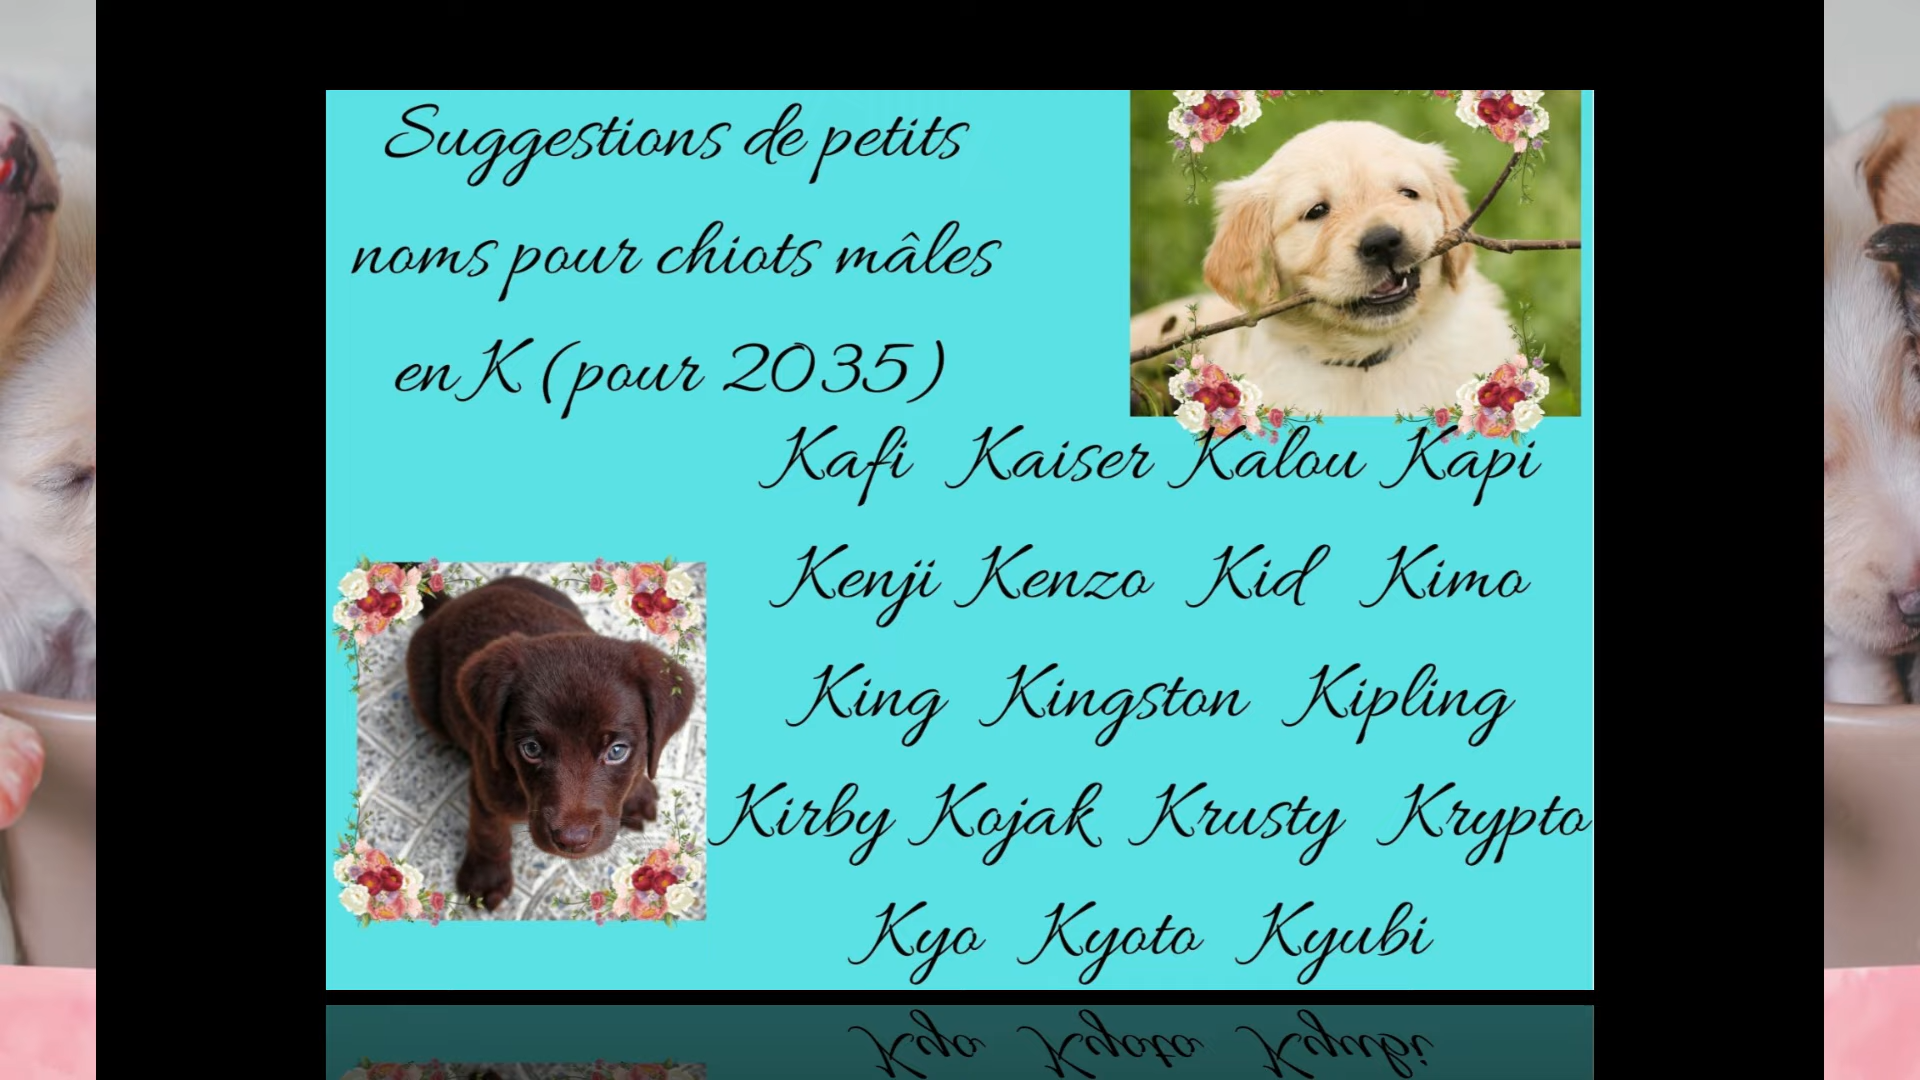 Suggestions de petits
noms pour chiots mâles
en K (pour 2035)
Kafi Kaiser Kalou Kapi
Kenji Kenzo Kid Kimo
King Kingston Kipling
Kirby Kojak Krusty Krypto
Kyo Kyoto Kyubi